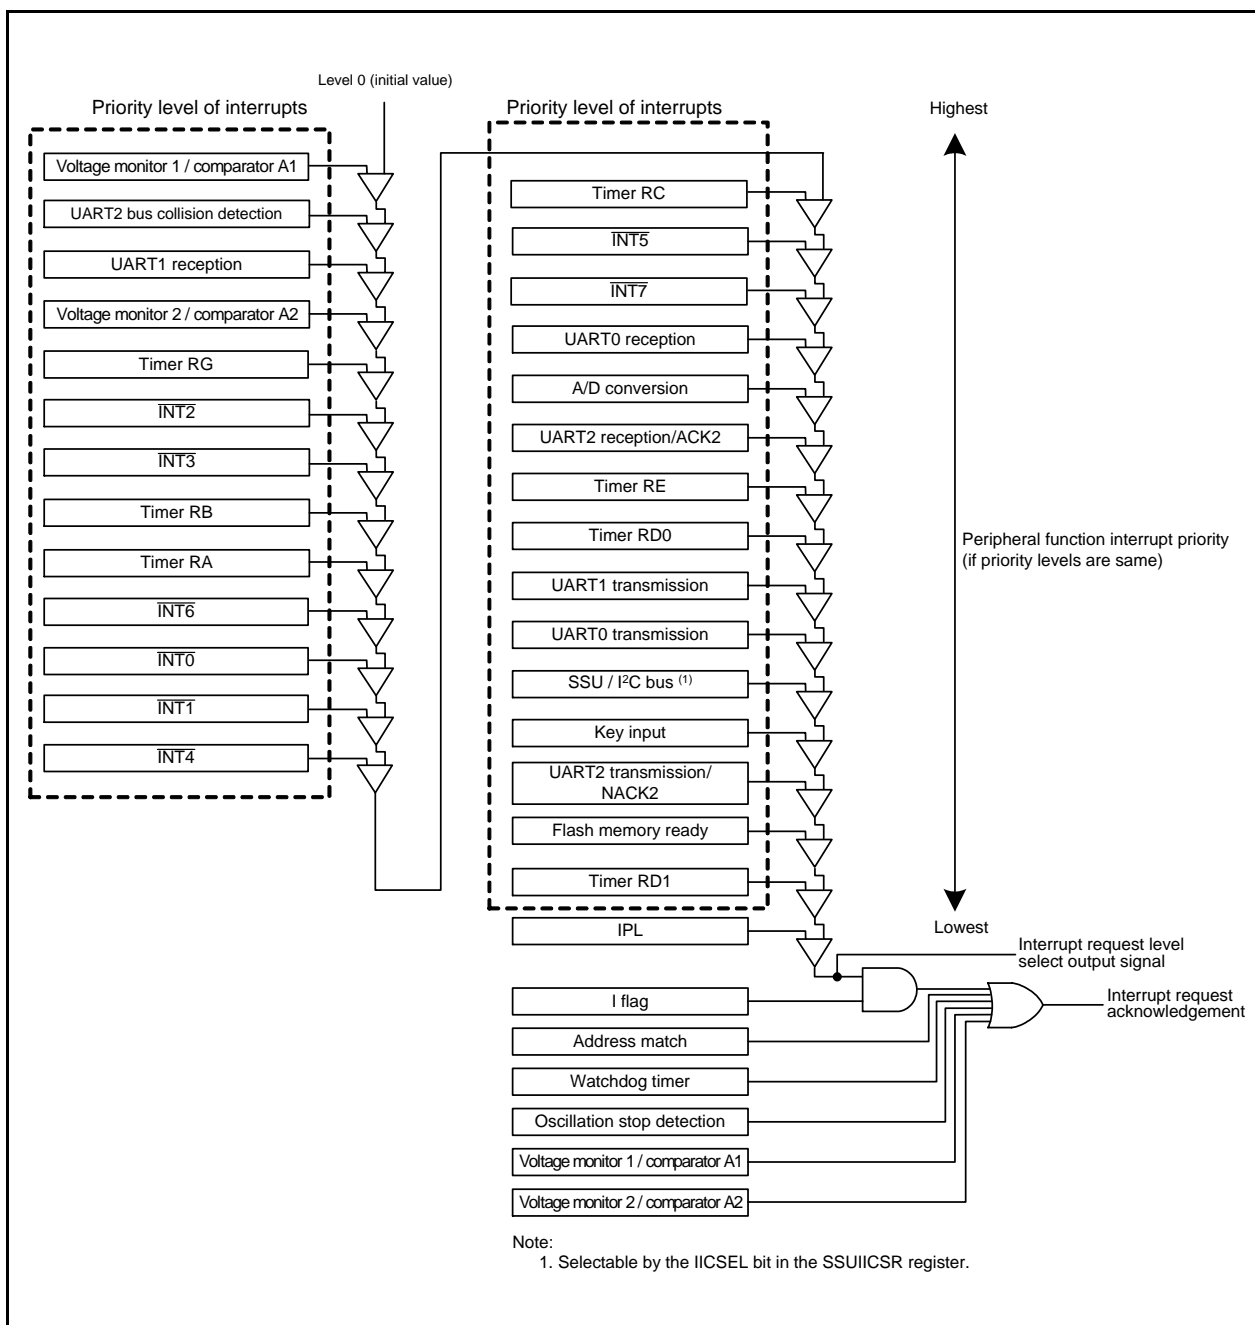 Level 0 (initial value)
Priority level of interrupts
Voltage monitor 1 / comparator A1
UART2 bus collision detection
UART1 reception
Voltage monitor 2 / comparator A2
Timer RG
INT2
INT3
Timer RB
Timer RA
INT6
INT0
INT1
INT4
Priority level of interrupts
Timer RC
INT5
INT7
UART0 reception
A/D conversion
UART2 reception/ACK2
Timer RE
Timer RD0
UART1 transmission
UART0 transmission
SSU / I²C bus (1)
Key input
UART2 transmission/
NACK2
Flash memory ready
Timer RD1
IPL
I flag
Address match
Watchdog timer
Oscillation stop detection
Voltage monitor 1 / comparator A1
Voltage monitor 2 / comparator A2
Highest
Peripheral function interrupt priority
(if priority levels are same)
Lowest
Interrupt request level
select output signal
Interrupt request
acknowledgement
Note:
1. Selectable by the IICSEL bit in the SSUIICSR register.